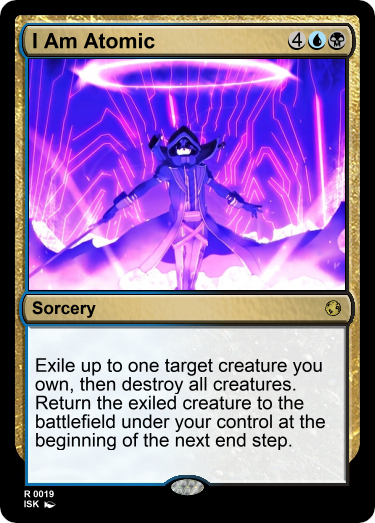 I Am Atomic 4
Sorcery
Exile up to one target creature you
own, then destroy all creatures.
Return the exiled creature to the
battlefield under your control at the
beginning of the next end step.
R 0019
ISK